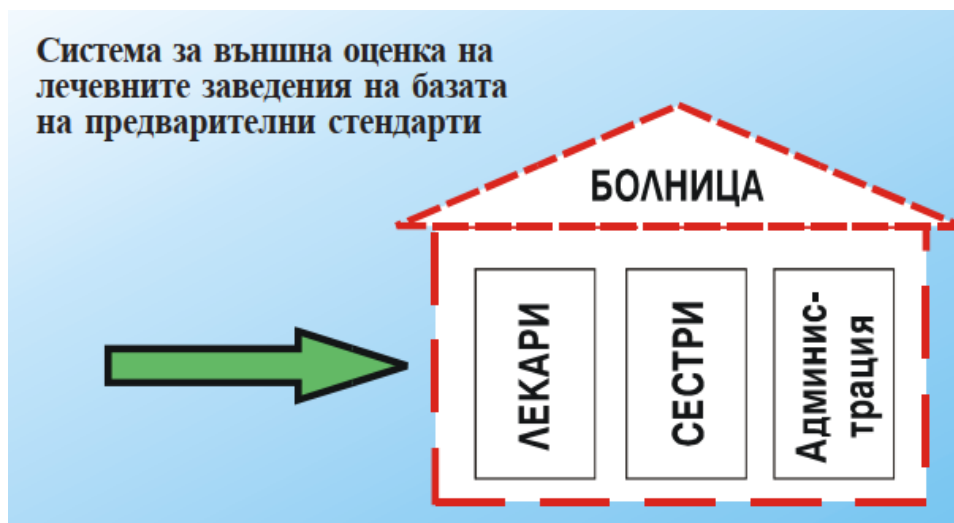 Система за външна оценка на
лечевните заведения на базата
на предварителни стендарти
БОЛНИЦА
ЛЕКАРИ
СЕСТРИ
Админис-
трация